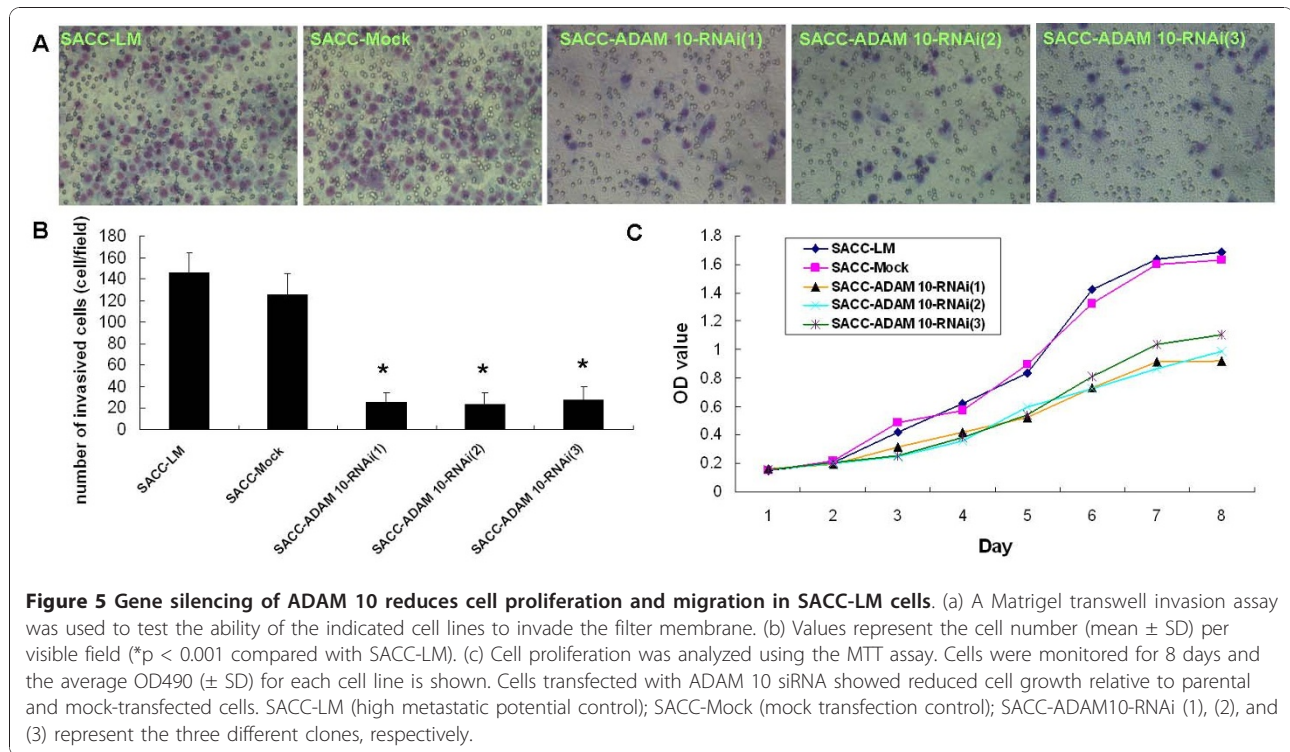 A
SACC-LM
SACC-Mock
SACC-ADAM 10-RNAi(1)
SACC-ADAM 10-RNAi(2)
SACC-ADAM 10-RNAi(3)
B
number of invasived cells (cell/field)
180
160
140
120
100
80
60
40
20
0
*
*
*
SACC-LM
SACC-Mock
SACC-ADAM 10-RNAi(1)
SACC-ADAM 10-RNAi(2)
SACC-ADAM 10-RNAi(3)
C
OD value
1.8
1.6
1.4
1.2
1
0.8
0.6
0.4
0.2
0
SACC-LM
SACC-Mock
SACC-ADAM 10-RNAi(1)
SACC-ADAM 10-RNAi(2)
SACC-ADAM 10-RNAi(3)
1 2 3 4 5 6 7 8
Day
Figure 5 Gene silencing of ADAM 10 reduces cell proliferation and migration in SACC-LM cells. (a) A Matrigel transwell invasion assay
was used to test the ability of the indicated cell lines to invade the filter membrane. (b) Values represent the cell number (mean ± SD) per
visible field (*p < 0.001 compared with SACC-LM). (c) Cell proliferation was analyzed using the MTT assay. Cells were monitored for 8 days and
the average OD490 (± SD) for each cell line is shown. Cells transfected with ADAM 10 siRNA showed reduced cell growth relative to parental
and mock-transfected cells. SACC-LM (high metastatic potential control); SACC-Mock (mock transfection control); SACC-ADAM10-RNAi (1), (2), and
(3) represent the three different clones, respectively.